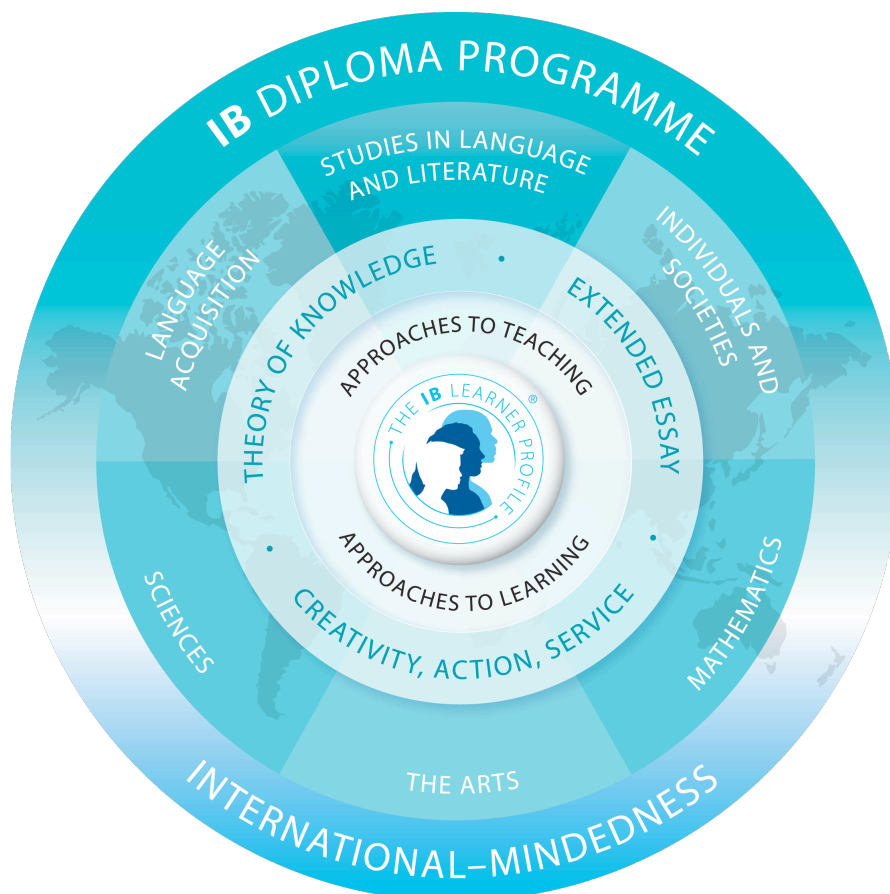 IB DIPLOMA PROGRAMME
STUDIES IN LANGUAGE
AND LITERATURE
LANGUAGE
ACQUISITION
INDIVIDUALS AND
SOCIETIES
THEORY OF KNOWLEDGE
EXTENDED ESSAY
APPROACHES TO TEACHING
THE IB LEARNER PROFILE ®
APPROACHES TO LEARNING
CREATIVITY, ACTION, SERVICE
SCIENCES
MATHEMATICS
THE ARTS
INTERNATIONAL–MINDEDNESS